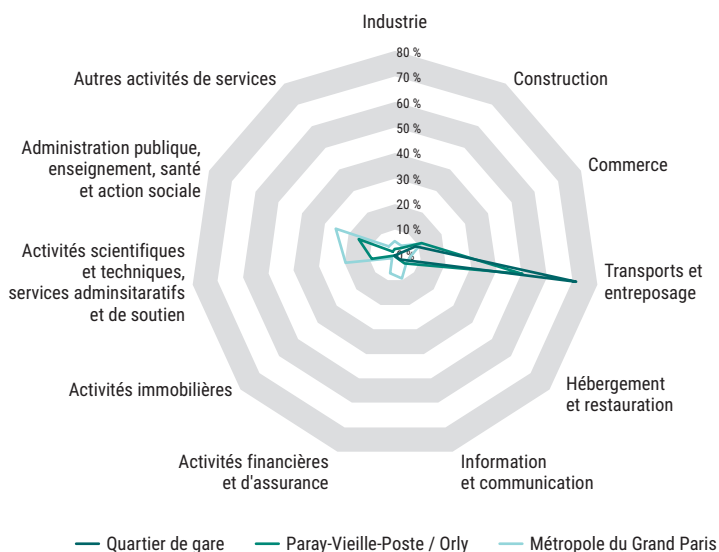 Industrie
80 %
70 %
60 %
50 %
40 %
30 %
20 %
10 %
%
Construction
Commerce
Transports et
entreposage
Hébergement
et restauration
Information
et communication
Activités financières
et d'assurance
Activités immobilières
Activités scientifiques
et techniques,
services adminsitaratifs
et de soutien
Administration publique,
enseignement, santé
et action sociale
Autres activités de services
Quartier de gare
Paray-Vieille-Poste / Orly
Métropole du Grand Paris